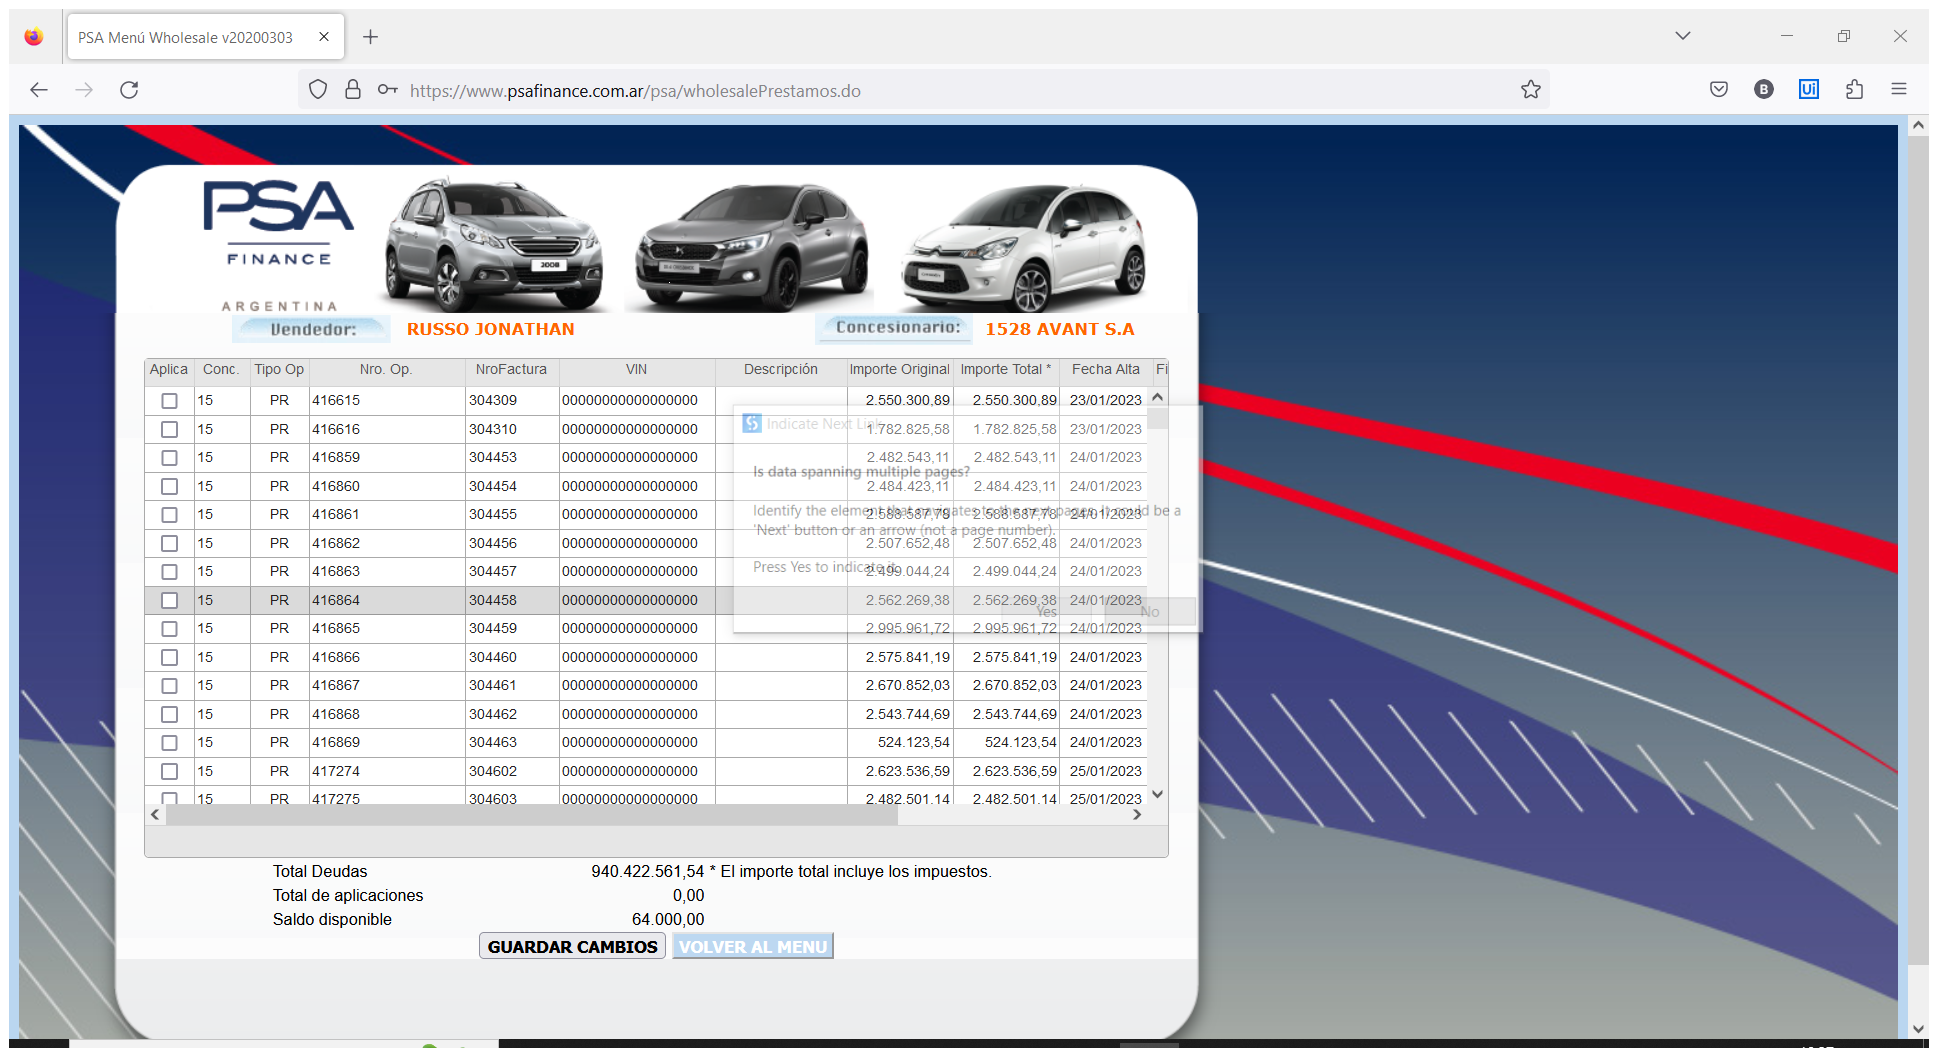 PSA Menú Wholesale v20200303
https://www.psafinance.com.ar/psa/wholesalePrestamos.do
PSA
FINANCE
ARGENTINA
2008
Vendedor: RUSSO JONATHAN Concesionario: 1528 AVANT S.A
Aplica Conc. Tipo Op Nro. Op. NroFactura VIN Descripción Importe Original Importe Total * Fecha Alta Fi
15 PR 416615 304309 00000000000000000 2.550.300,89 2.550.300,89 23/01/2023
15 PR 416616 304310 00000000000000000 1.782.825,58 1.782.825,58 23/01/2023
15 PR 416859 304453 00000000000000000 2.482.543,11 2.482.543,11 24/01/2023
15 PR 416860 304454 00000000000000000 2.484.423,11 2.484.423,11 24/01/2023
15 PR 416861 304455 00000000000000000 2.588.587,78 2.588.587,78 24/01/2023
15 PR 416862 304456 00000000000000000 2.507.652,48 2.507.652,48 24/01/2023
15 PR 416863 304457 00000000000000000 2.499.044,24 2.499.044,24 24/01/2023
15 PR 416864 304458 00000000000000000 2.562.269,38 2.562.269,38 24/01/2023
15 PR 416865 304459 00000000000000000 2.995.961,72 2.995.961,72 24/01/2023
15 PR 416866 304460 00000000000000000 2.575.841,19 2.575.841,19 24/01/2023
15 PR 416867 304461 00000000000000000 2.670.852,03 2.670.852,03 24/01/2023
15 PR 416868 304462 00000000000000000 2.543.744,69 2.543.744,69 24/01/2023
15 PR 416869 304463 00000000000000000 524.123,54 524.123,54 24/01/2023
15 PR 417274 304602 00000000000000000 2.623.536,59 2.623.536,59 25/01/2023
15 PR 417275 304603 00000000000000000 2.482.501,14 2.482.501,14 25/01/2023
Indicate Next Link
Is data spanning multiple pages?
Identify the element that navigates to the next pages. It could be a
'Next' button or an arrow (not a page number).
Press Yes to indicate it.
Yes No
Total Deudas 940.422.561,54 * El importe total incluye los impuestos.
Total de aplicaciones 0,00
Saldo disponible 64.000,00
GUARDAR CAMBIOS VOLVER AL MENU